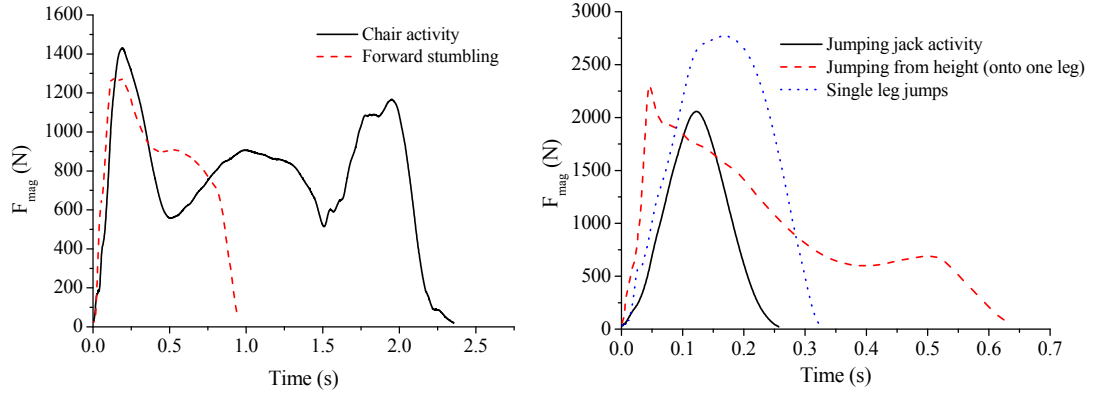 1600
1400
1200
1000
800
600
400
200
0
F mag (N)
Chair activity
Forward stumbling
0.0 0.5 1.0 1.5 2.0 2.5
Time (s)
3000
2500
2000
1500
1000
500
0
F mag (N)
Jumping jack activity
Jumping from height (onto one leg)
Single leg jumps
0.0 0.1 0.2 0.3 0.4 0.5 0.6 0.7
Time (s)